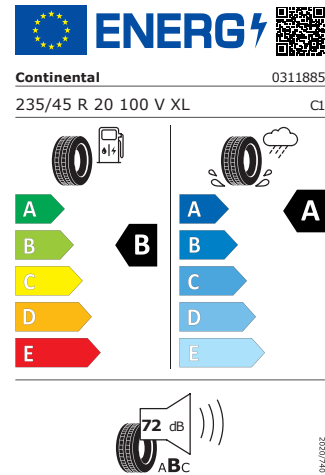 ENERG
Continental 0311885
235/45 R 20 100 V XL C1
A A A
B B B
C C
D D
E E
72 dB
ABC
2020/740